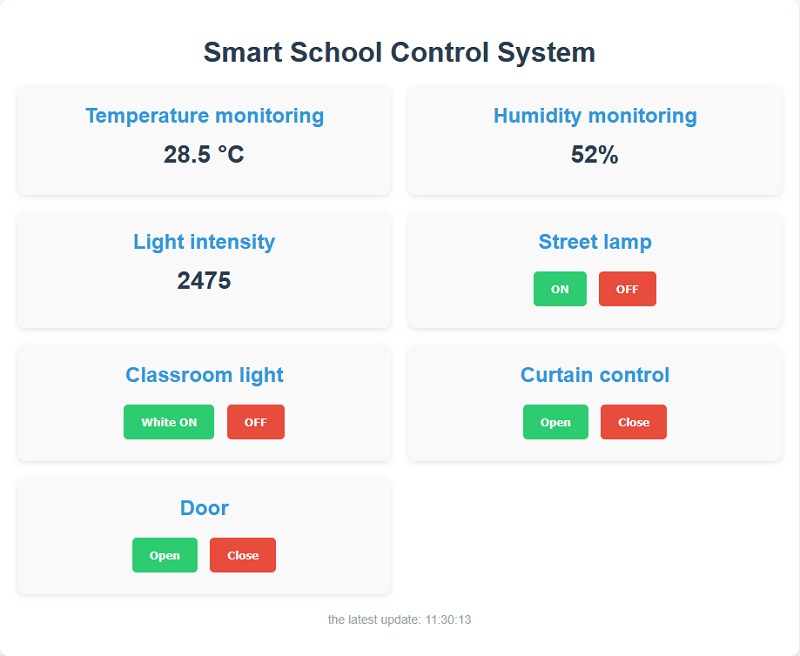 Smart School Control System
Temperature monitoring
28.5 °C
Humidity monitoring
52%
Light intensity
2475
Street lamp
ON OFF
Classroom light
White ON OFF
Curtain control
Open Close
Door
Open Close
the latest update: 11:30:13